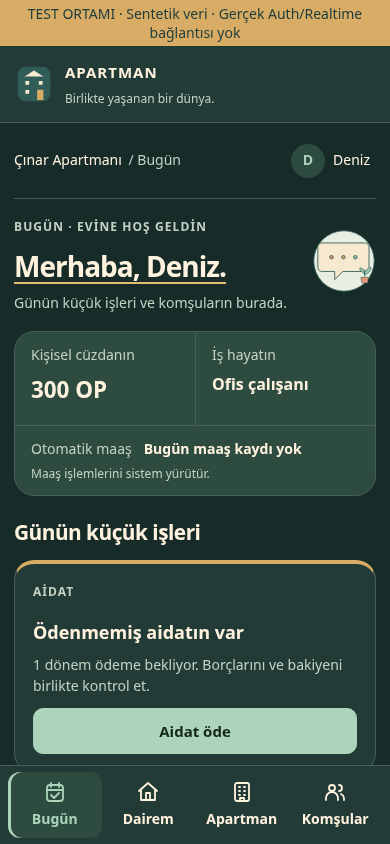 TEST ORTAMI · Sentetik veri · Gerçek Auth/Realtime
bağlantısı yok
APARTMAN
Birlikte yaşanan bir dünya.
Çınar Apartmanı / Bugün
D Deniz
BUGÜN · EVİNE HOŞ GELDİN
Merhaba, Deniz.
Günün küçük işleri ve komşuların burada.
Kişisel cüzdanın
300 OP
İş hayatın
Ofis çalışanı
Otomatik maaş Bugün maaş kaydı yok
Maaş işlemlerini sistem yürütür.
Günün küçük işleri
AİDAT
Ödenmemiş aidatın var
1 dönem ödeme bekliyor. Borçlarını ve bakiyeni
birlikte kontrol et.
Aidat öde
Bugün Dairem Apartman Komşular